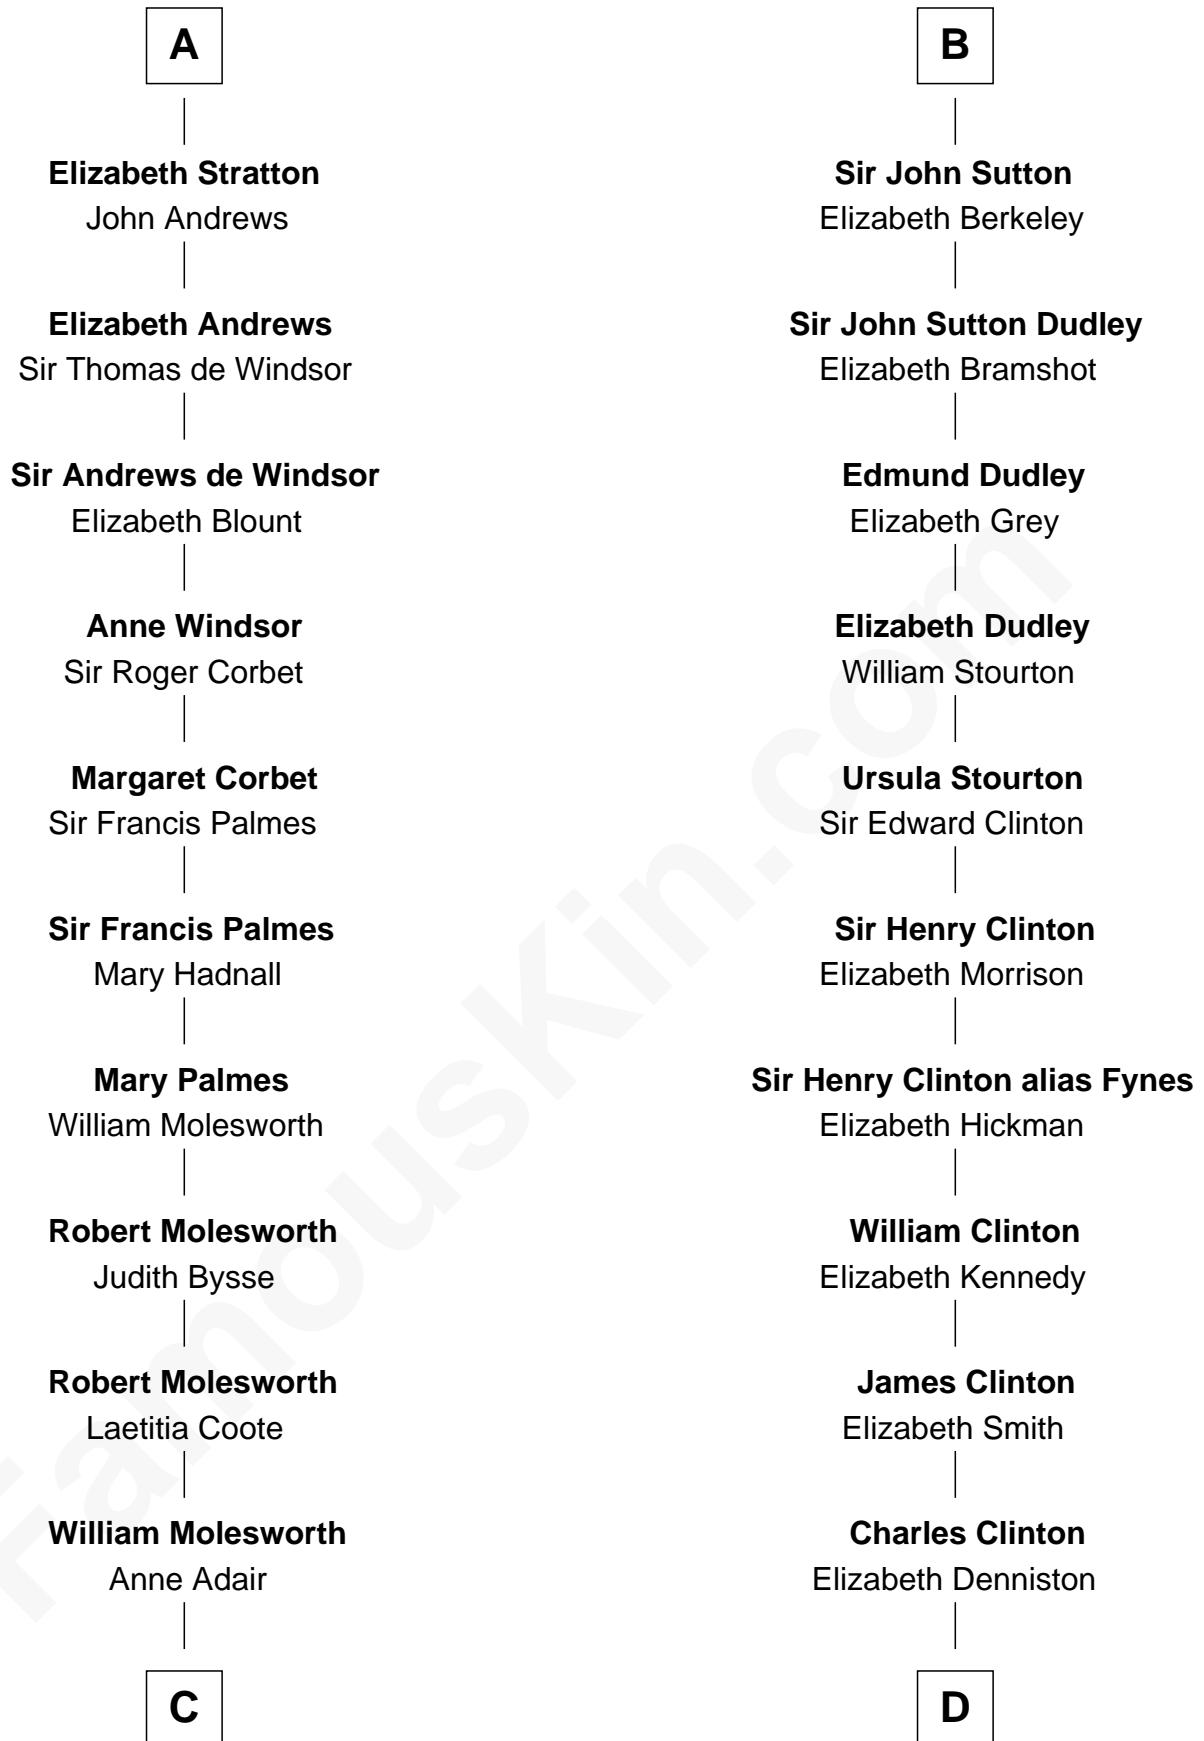 A
Elizabeth Stratton
John Andrews
Elizabeth Andrews
Sir Thomas de Windsor
Sir Andrews de Windsor
Elizabeth Blount
Anne Windsor
Sir Roger Corbet
Margaret Corbet
Sir Francis Palmes
Sir Francis Palmes
Mary Hadnall
Mary Palmes
William Molesworth
Robert Molesworth
Judith Bysse
Robert Molesworth
Laetitia Coote
William Molesworth
Anne Adair
C
B
Sir John Sutton
Elizabeth Berkeley
Sir John Sutton Dudley
Elizabeth Bramshot
Edmund Dudley
Elizabeth Grey
Elizabeth Dudley
William Stourton
Ursula Stourton
Sir Edward Clinton
Sir Henry Clinton
Elizabeth Morrison
Sir Henry Clinton alias Fynes
Elizabeth Hickman
William Clinton
Elizabeth Kennedy
James Clinton
Elizabeth Smith
Charles Clinton
Elizabeth Denniston
D
FamousKin.com